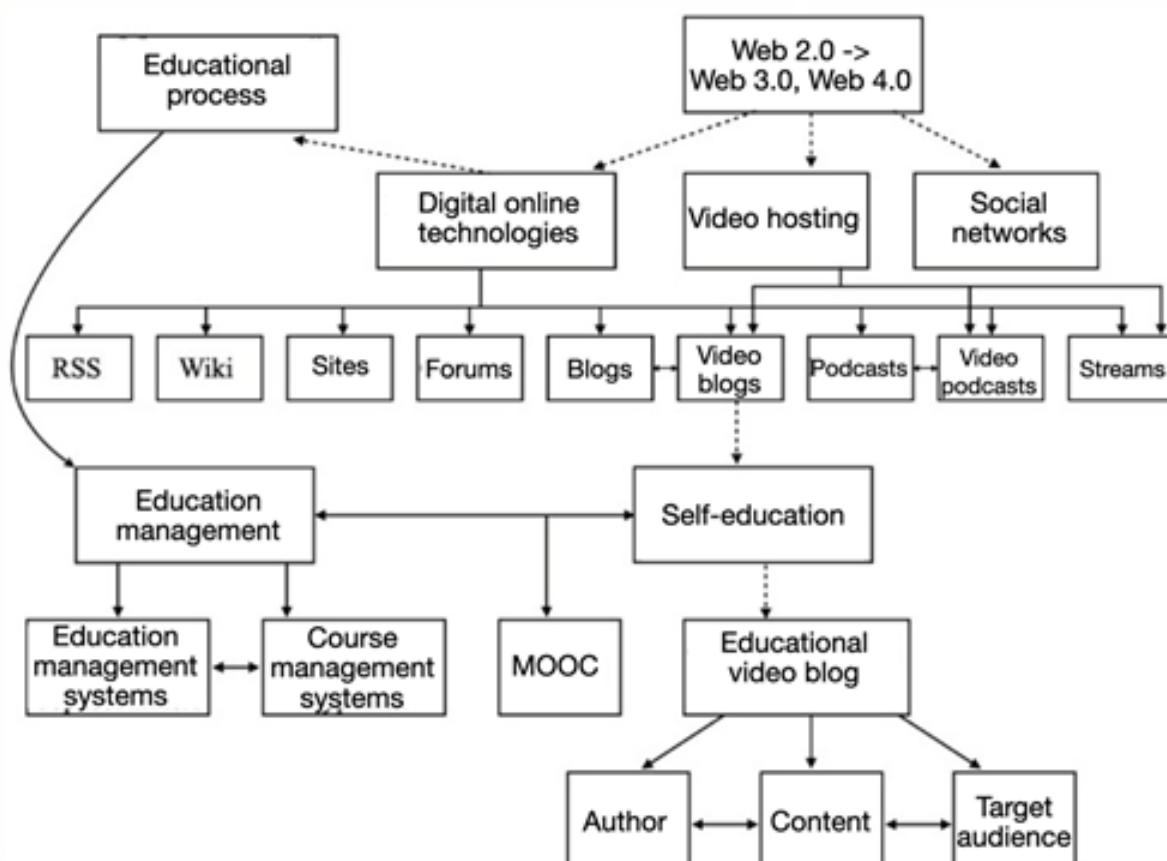 Educational
process
Web 2.0 ->
Web 3.0, Web 4.0
Digital online
technologies
Video hosting
Social
networks
RSS
Wiki
Sites
Forums
Blogs
Video
blogs
Podcasts
Video
podcasts
Streams
Education
management
Self-education
Education
management
systems
Course
management
systems
MOOC
Educational
video blog
Author
Content
Target
audience